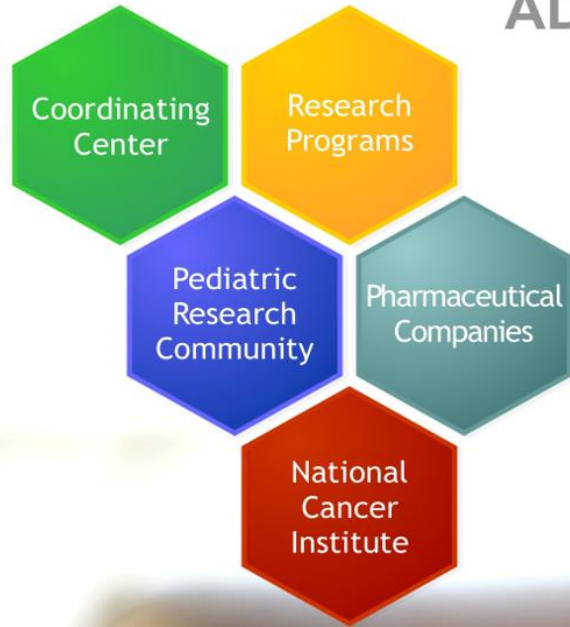 Coordinating
Center
Research
Programs
Pediatric
Research
Community
Pharmaceutical
Companies
National
Cancer
Institute